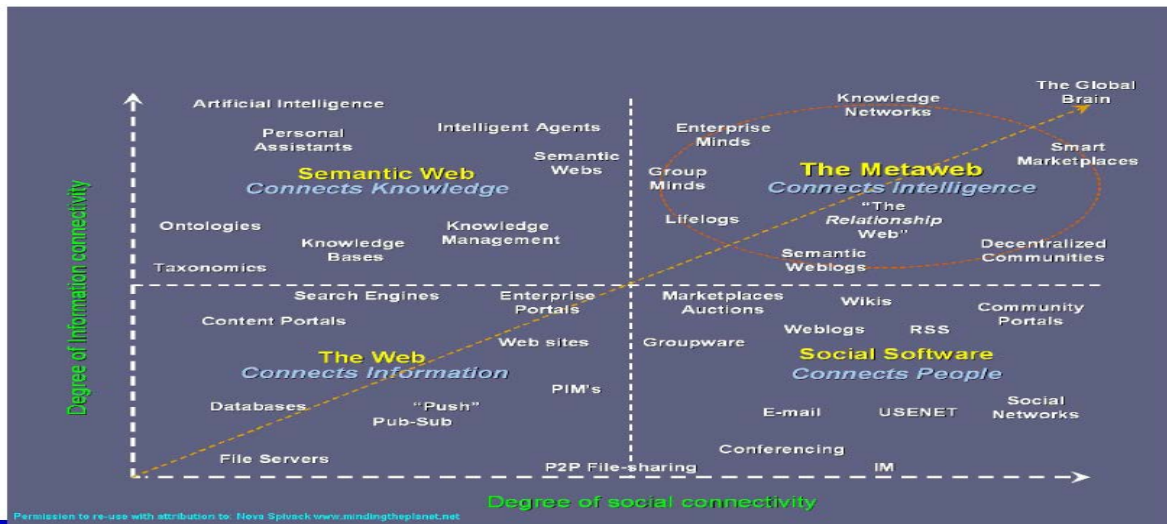 The Global
Brain
Artificial Intelligence
Knowledge
Networks
Personal
Assistants
Intelligent Agents
Enterprise
Minds
Semantic
Webs
Smart
Marketplaces
Semantic Web
Connects Knowledge
Group
Minds
The Metaweb
Connects Intelligence
Ontologies
Knowledge
Bases
Knowledge
Management
Lifelogs
"The
Relationship
Web"
Taxonomics
Semantic
Weblogs
Decentralized
Communities
Search Engines
Enterprise
Portals
Content Portals
Web sites
Marketplaces
Auctions
Wikis
Community
Portals
Weblogs
RSS
Groupware
The Web
Connects Information
Social Software
Connects People
PIM's
Databases
"Push"
Pub-Sub
E-mail
USENET
Social
Networks
File Servers
Conferencing
P2P File-sharing
IM
Degree of Information connectivity
Degree of social connectivity
Permission to re-use with attribution to: Nova Spivack www.mindingtheplanet.net